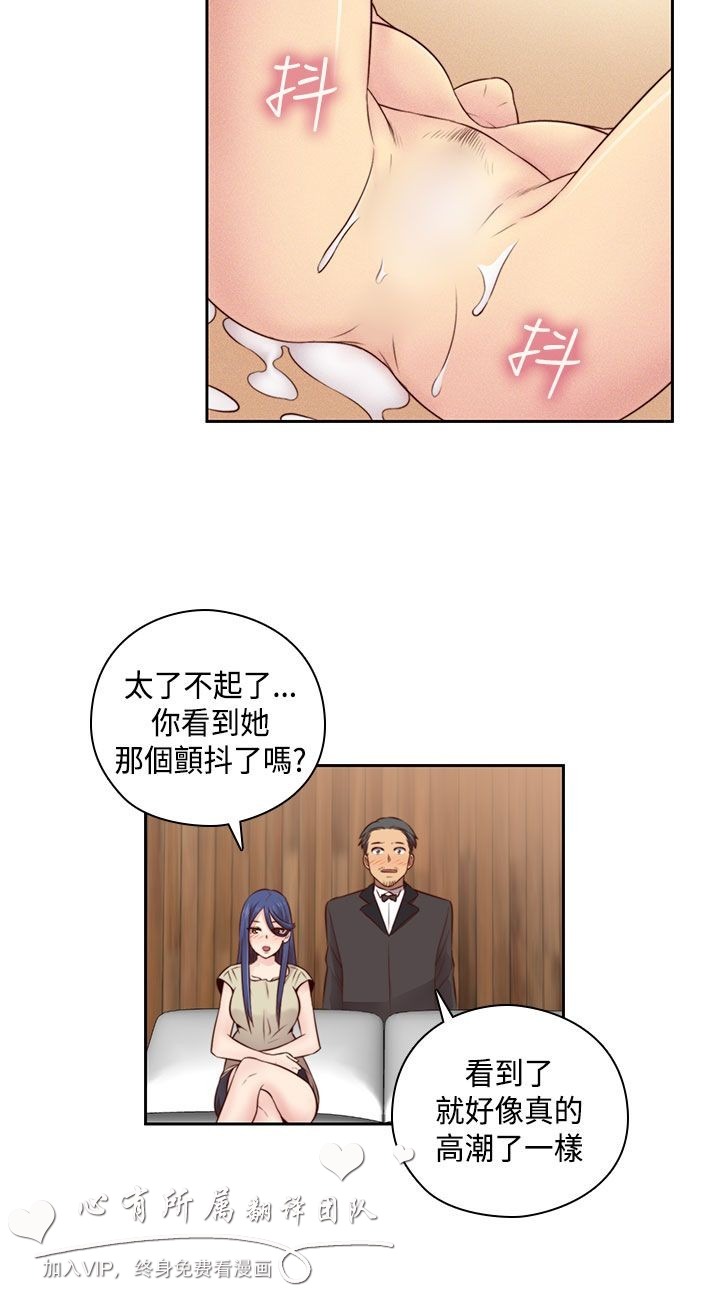 抖
抖
太了不起了...
你看到她
那個顫抖了嗎?
看到了
就好像真的
高潮了一樣
心有所属翻译团队
加入VIP，终身免费看漫画